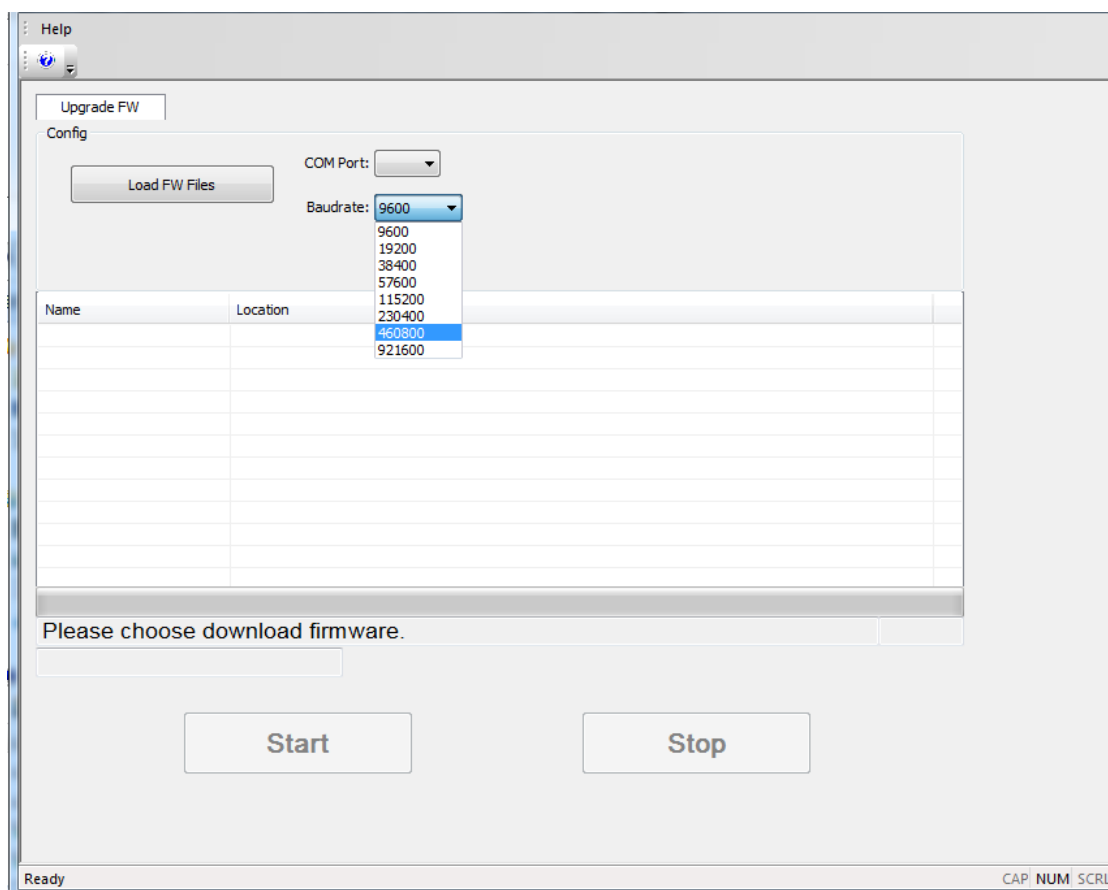 Help
Upgrade FW
Config
Load FW Files
COM Port:
Baudrate: 9600
9600
19200
38400
57600
115200
230400
460800
921600
Name Location
Please choose download firmware.
Start Stop
Ready CAP NUM SCRL